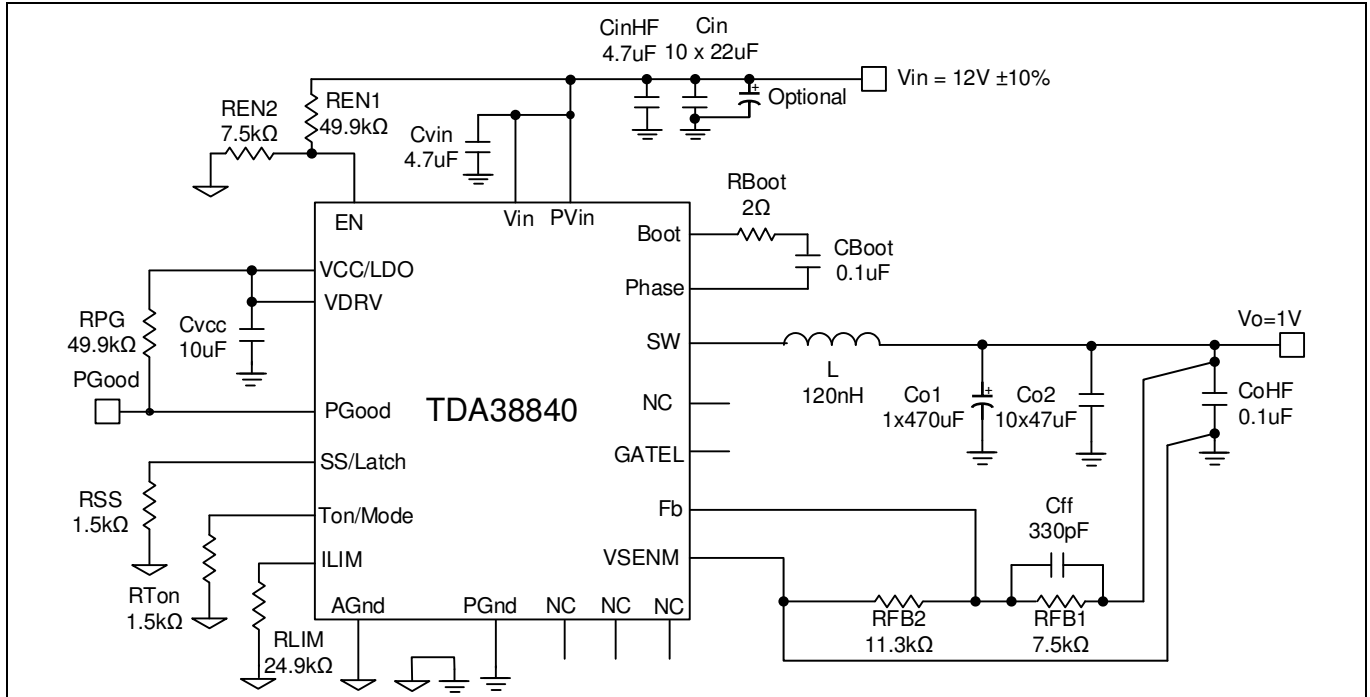 CinHF
4.7uF
Cin
10 x 22uF
Vin = 12V ±10%
Optional
REN2
7.5kΩ
REN1
49.9kΩ
Cvin
4.7uF
EN
Vin
PVin
RBoot
2Ω
Boot
CBoot
0.1uF
Phase
VCC/LDO
VDRV
RPG
49.9kΩ
Cvcc
10uF
PGood
PGood
TDA38840
SW
L
120nH
Vo=1V
Co1
1x470uF
Co2
10x47uF
CoHF
0.1uF
NC
GATEL
SS/Latch
RSS
1.5kΩ
Ton/Mode
RTon
1.5kΩ
ILIM
RLIM
24.9kΩ
Fb
VSENM
Cff
330pF
RFB2
11.3kΩ
RFB1
7.5kΩ
AGnd
PGnd
NC
NC
NC
+
+